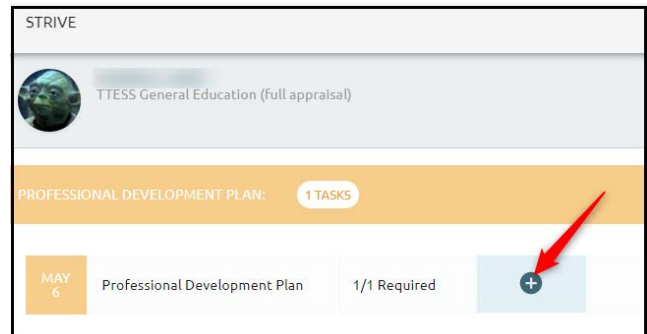 STRIVE
TTESS General Education (full appraisal)
PROFESSIONAL DEVELOPMENT PLAN: 1 TASKS
MAY
6
Professional Development Plan 1/1 Required